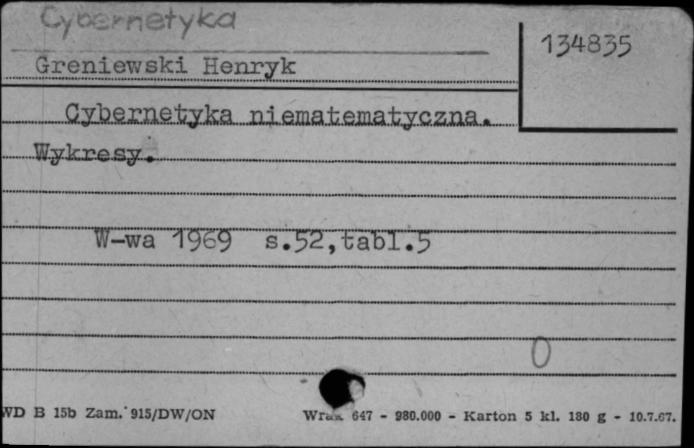 Cybernetyka
134835
Greniewski Henryk
Cybernetyka niematematyczna.
Wykresy.
W-wa 1969 s.52,tabl.5
0
WD B 15b Zam. 915/DW/ON 647 - 980.000 - Karton 5 kl. 180 g - 10.7.67.